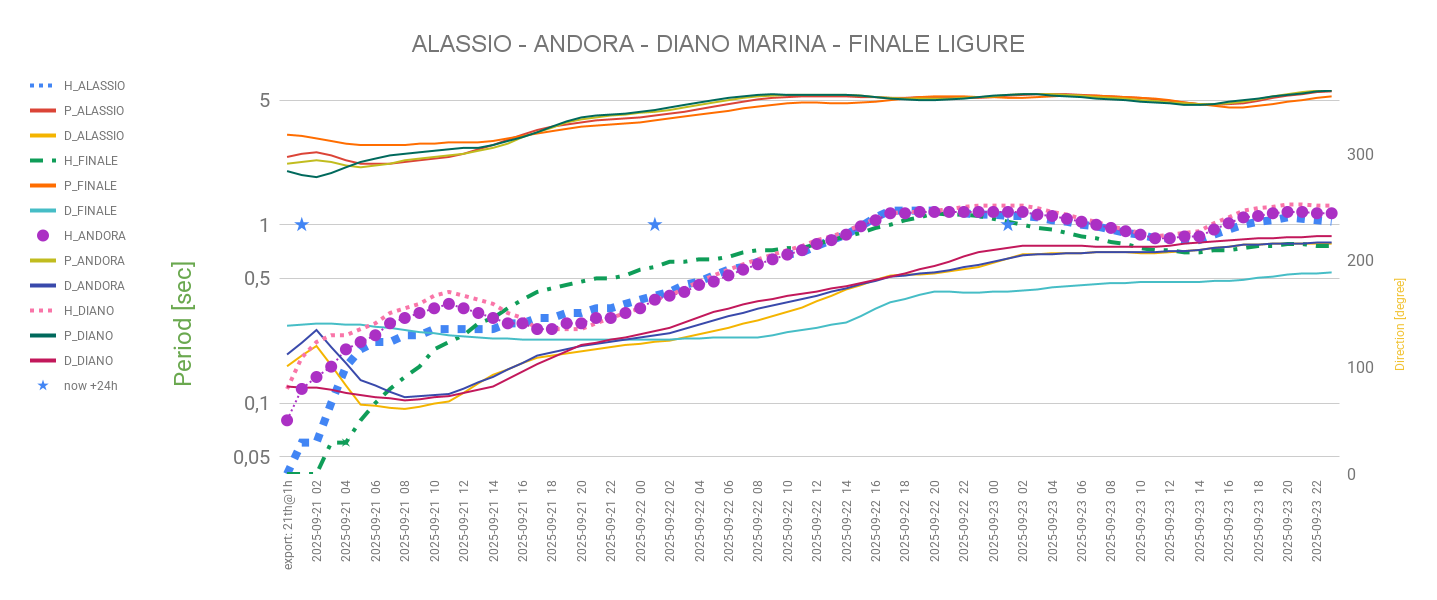 ALASSIO - ANDORA - DIANO MARINA - FINALE LIGURE
H_ALASSIO
P_ALASSIO
D_ALASSIO
H_FINALE
P_FINALE
D_FINALE
H_ANDORA
P_ANDORA
D_ANDORA
H_DIANO
P_DIANO
D_DIANO
now +24h
Period [sec]
5
1
0,5
0,1
0,05
300
200
100
0
Direction [degree]
export: 21th@1h
2025-09-21 02
2025-09-21 04
2025-09-21 06
2025-09-21 08
2025-09-21 10
2025-09-21 12
2025-09-21 14
2025-09-21 16
2025-09-21 18
2025-09-21 20
2025-09-21 22
2025-09-22 00
2025-09-22 02
2025-09-22 04
2025-09-22 06
2025-09-22 08
2025-09-22 10
2025-09-22 12
2025-09-22 14
2025-09-22 16
2025-09-22 18
2025-09-22 20
2025-09-22 22
2025-09-23 00
2025-09-23 02
2025-09-23 04
2025-09-23 06
2025-09-23 08
2025-09-23 10
2025-09-23 12
2025-09-23 14
2025-09-23 16
2025-09-23 18
2025-09-23 20
2025-09-23 22